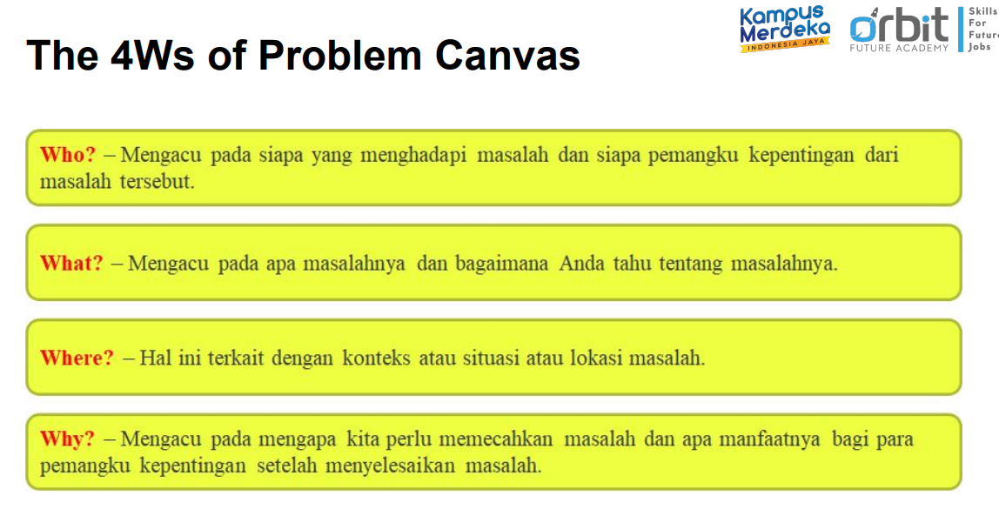 Kampus
Merdeka
INDONESIA JAYA
orbit
FUTURE ACADEMY
Skills
For
Future
Jobs
The 4Ws of Problem Canvas
Who? – Mengacu pada siapa yang menghadapi masalah dan siapa pemangku kepentingan dari
masalah tersebut.
What? – Mengacu pada apa masalahnya dan bagaimana Anda tahu tentang masalahnya.
Where? – Hal ini terkait dengan konteks atau situasi atau lokasi masalah.
Why? – Mengacu pada mengapa kita perlu memecahkan masalah dan apa manfaatnya bagi para
pemangku kepentingan setelah menyelesaikan masalah.